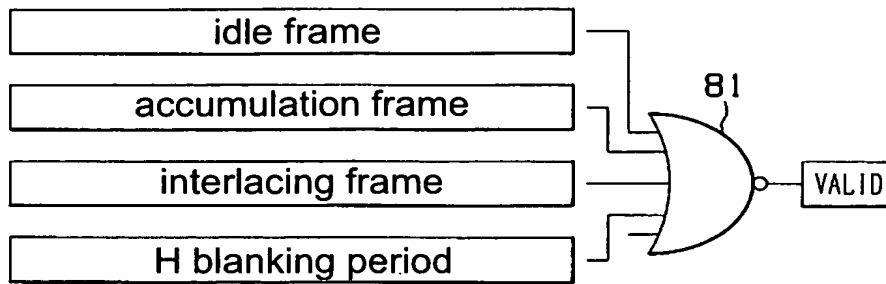 idle frame
accumulation frame
81
interlacing frame
VALID
H blanking period